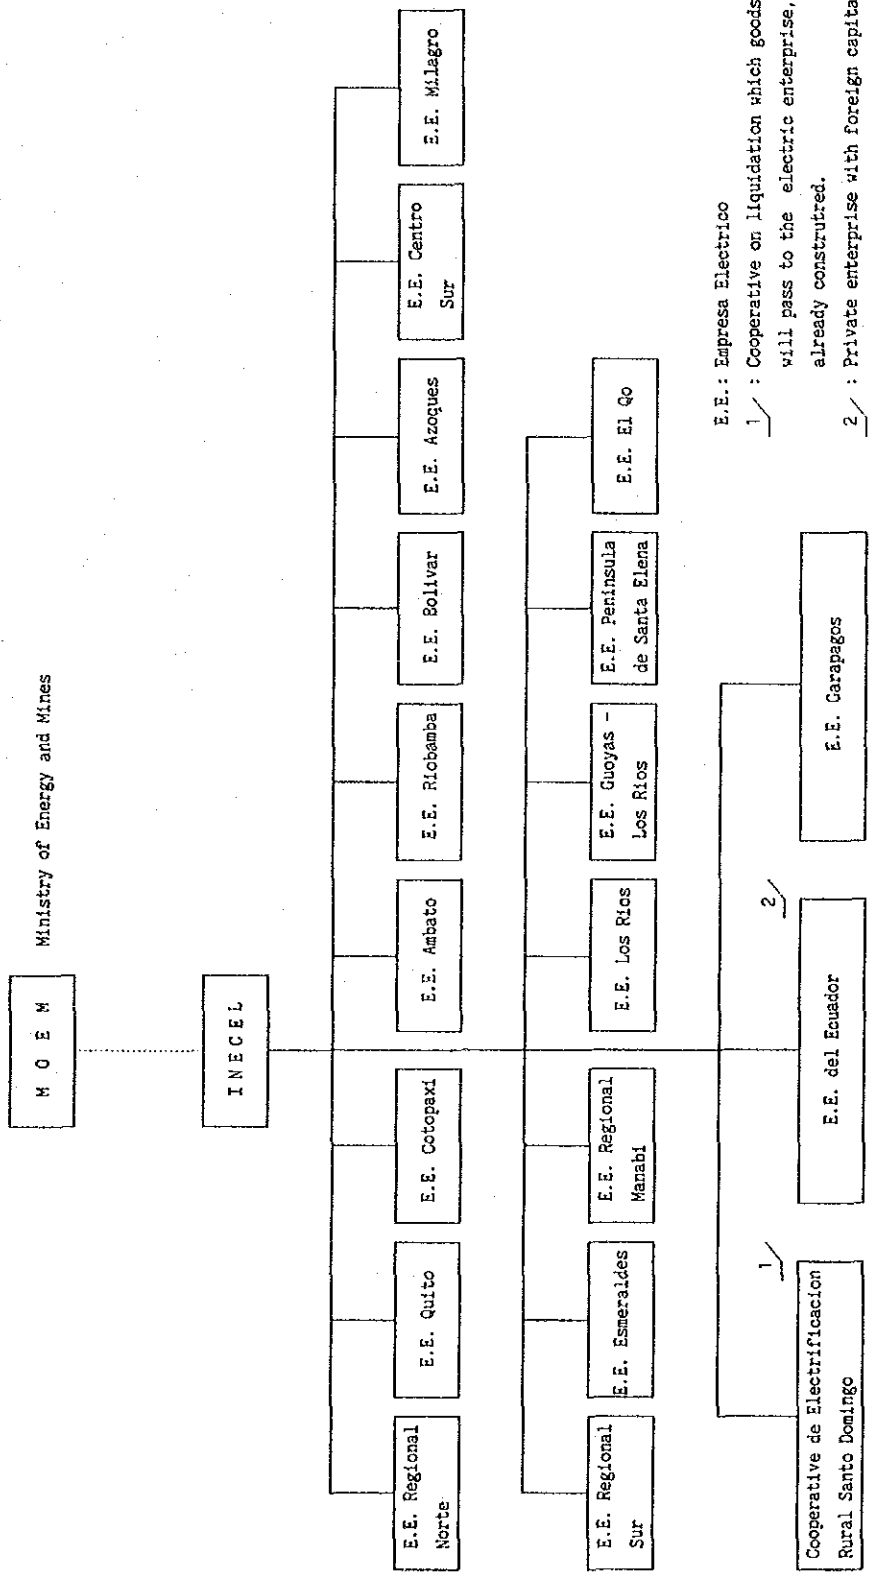 M O E M
Ministry of Energy and Mines
I N E C E L
E.E. Regional
Norte
E.E. Quito
E.E. Cotopaxi
E.E. Ambato
E.E. Riobamba
E.E. Bolivar
E.E. Azoques
E.E. Centro
Sur
E.E. Milagro
E.E. Regional
Sur
E.E. Esmeraldes
E.E. Regional
Manabi
E.E. Los Rios
E.E. Guoyas -
Los Rios
E.E. Peninsula
de Santa Elena
E.E. El Qo
Cooperative de Electrificacion
Rural Santo Domingo
1/
E.E. del Ecuador
2/
E.E. Garapagos
E.E.: Empresa Electrico
1/ : Cooperative on liquidation which goods
will pass to the electric enterprise,
already construtred.
2/ : Private enterprise with foreign capita